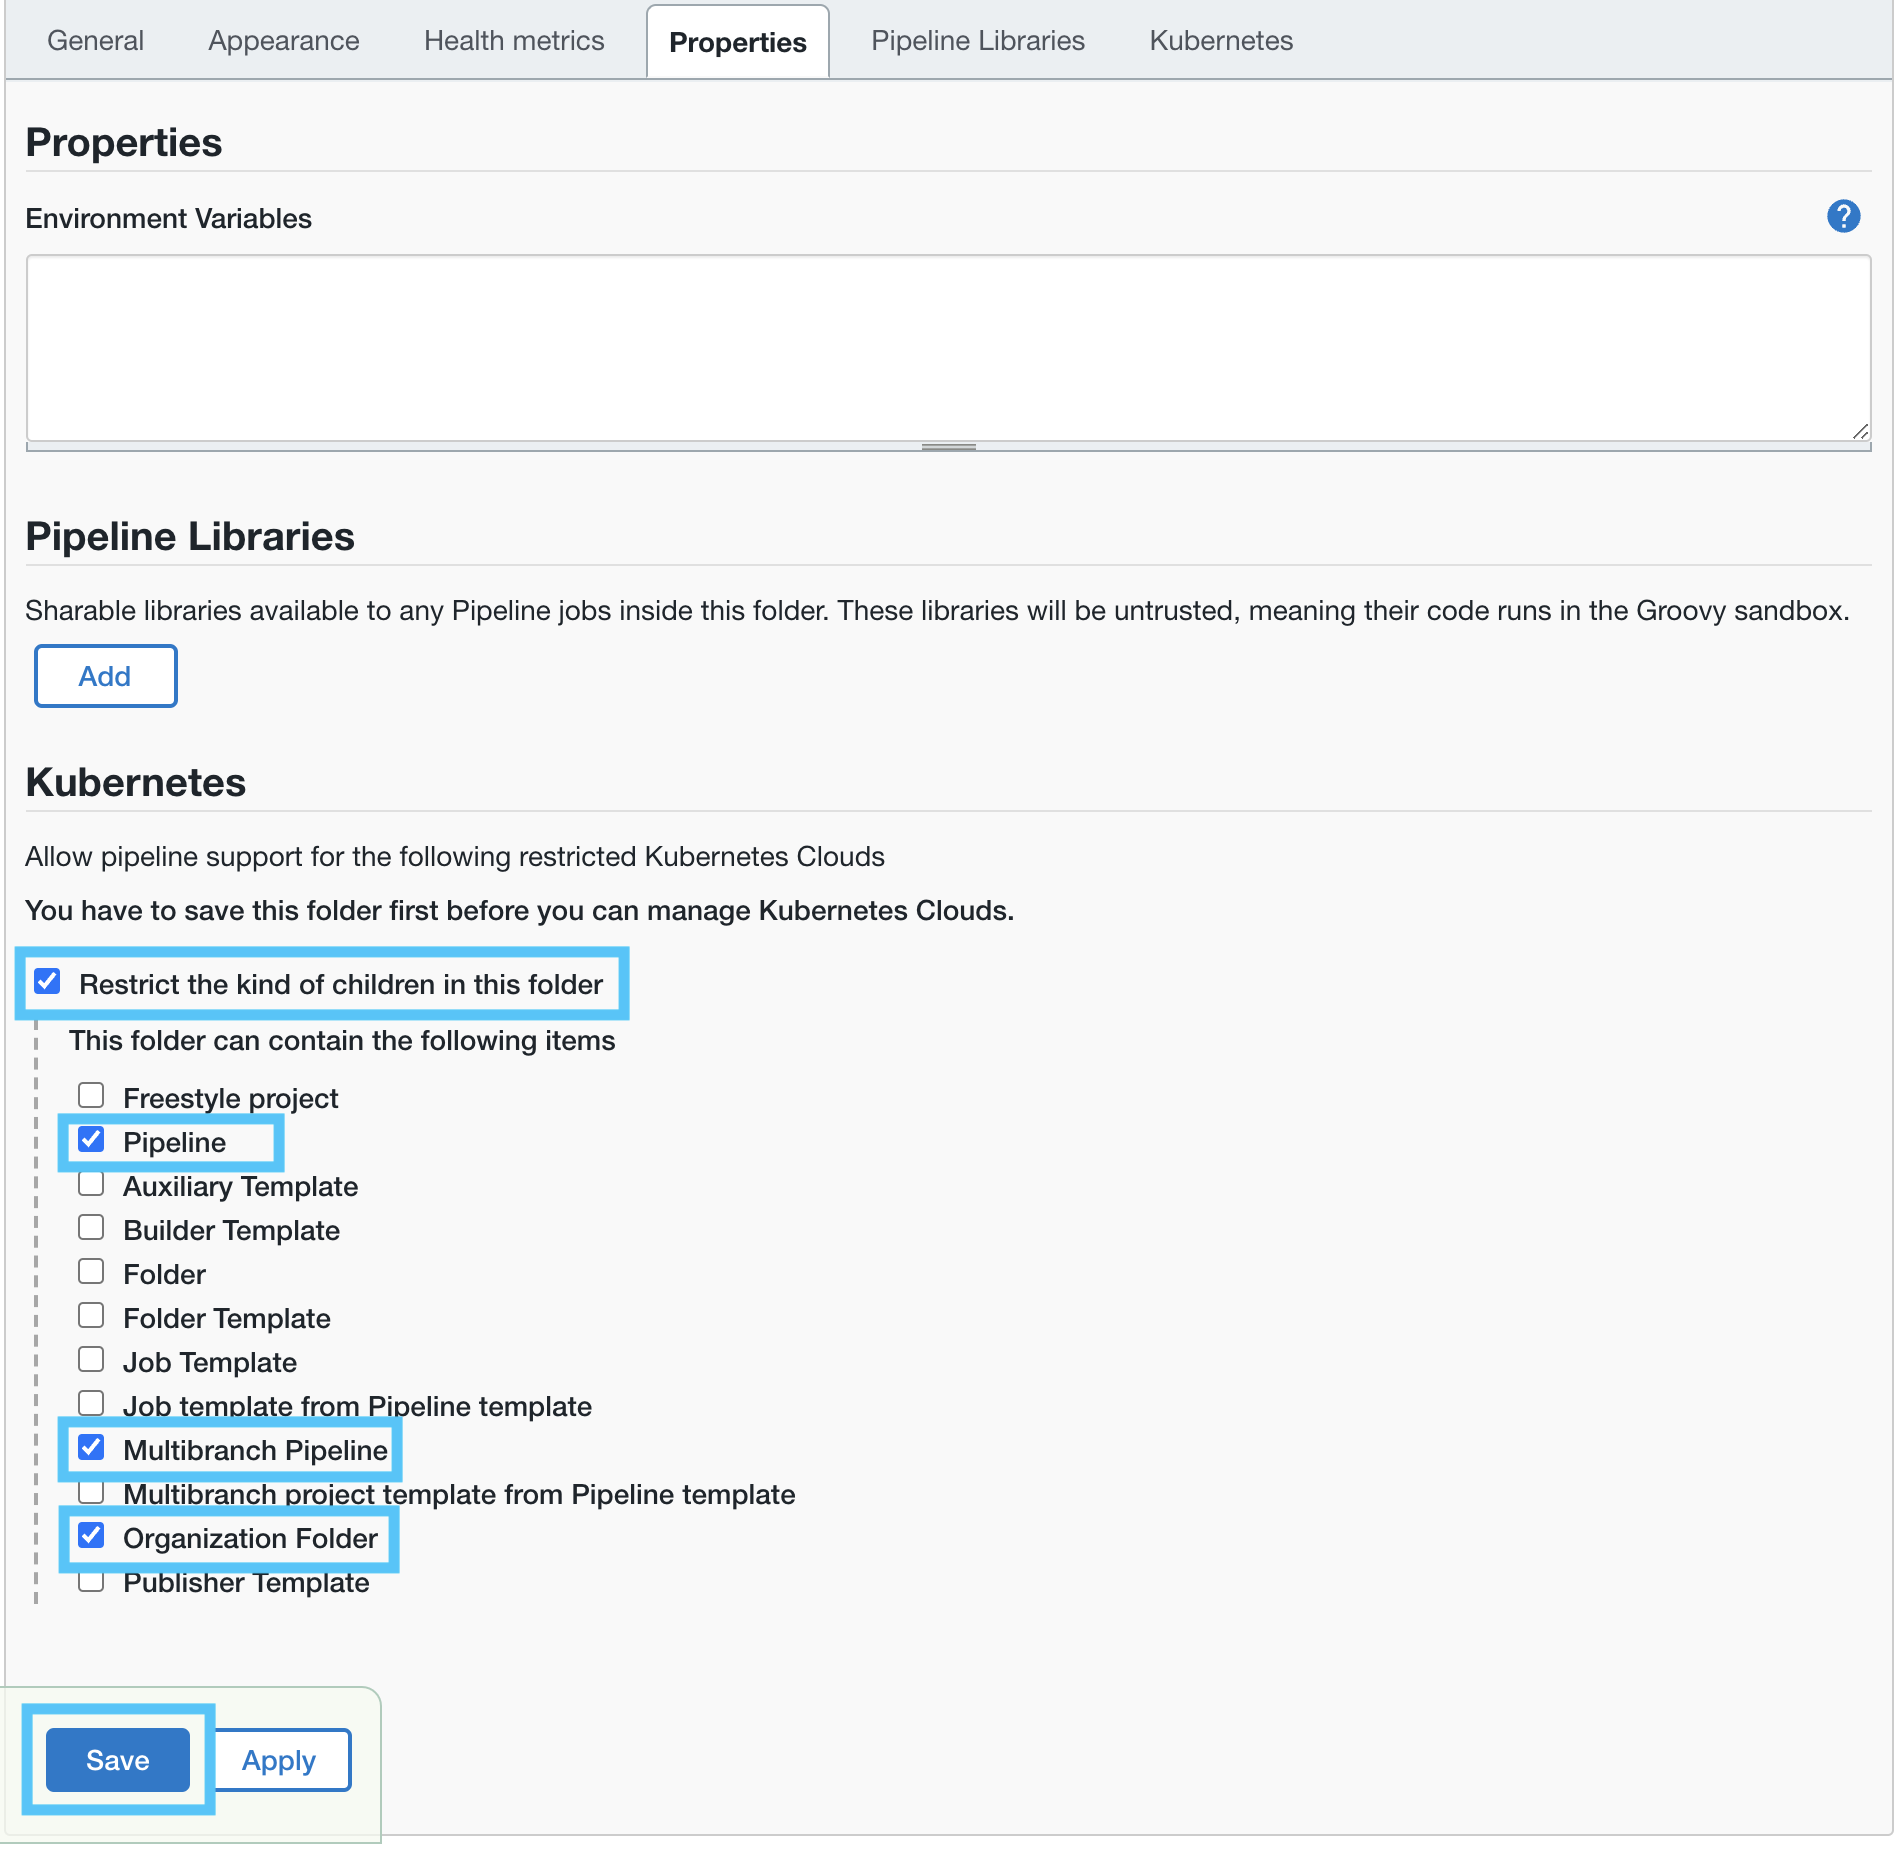 General Appearance Health metrics Properties Pipeline Libraries Kubernetes
Properties
Environment Variables
?
Pipeline Libraries
Sharable libraries available to any Pipeline jobs inside this folder. These libraries will be untrusted, meaning their code runs in the Groovy sandbox.
Add
Kubernetes
Allow pipeline support for the following restricted Kubernetes Clouds
You have to save this folder first before you can manage Kubernetes Clouds.
Restrict the kind of children in this folder
This folder can contain the following items
Freestyle project
Pipeline
Auxiliary Template
Builder Template
Folder
Folder Template
Job Template
Job template from Pipeline template
Multibranch Pipeline
Multibranch project template from Pipeline template
Organization Folder
Publisher Template
Save Apply